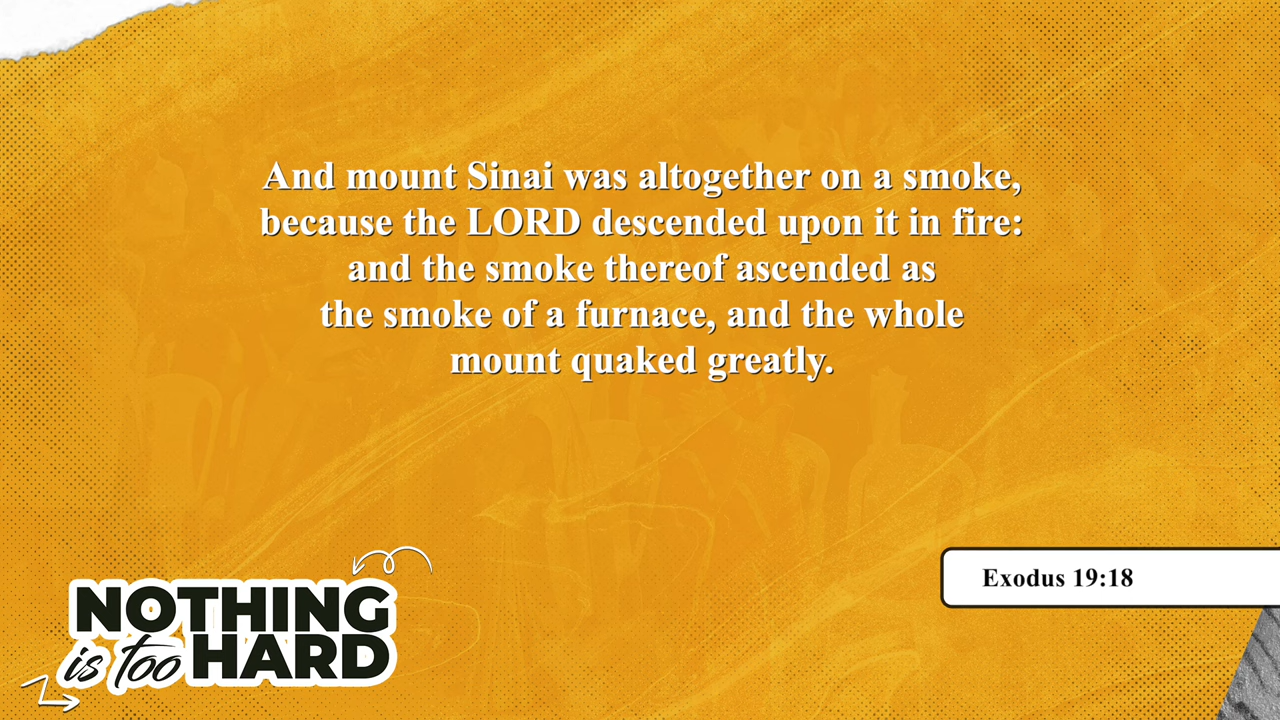 And mount Sinai was altogether on a smoke,
because the LORD descended upon it in fire:
and the smoke thereof ascended as
the smoke of a furnace, and the whole
mount quaked greatly.
Exodus 19:18
NOTHING
is too HARD